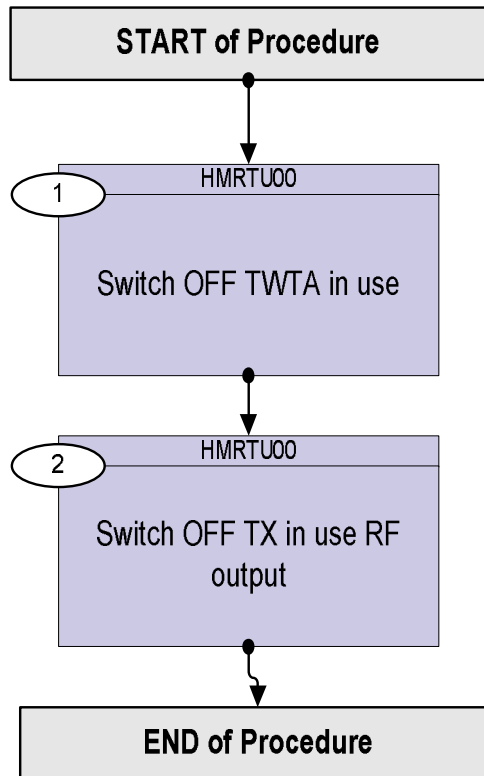 START of Procedure
HMRTU00
1
Switch OFF TWTA in use
HMRTU00
2
Switch OFF TX in use RF
output
END of Procedure